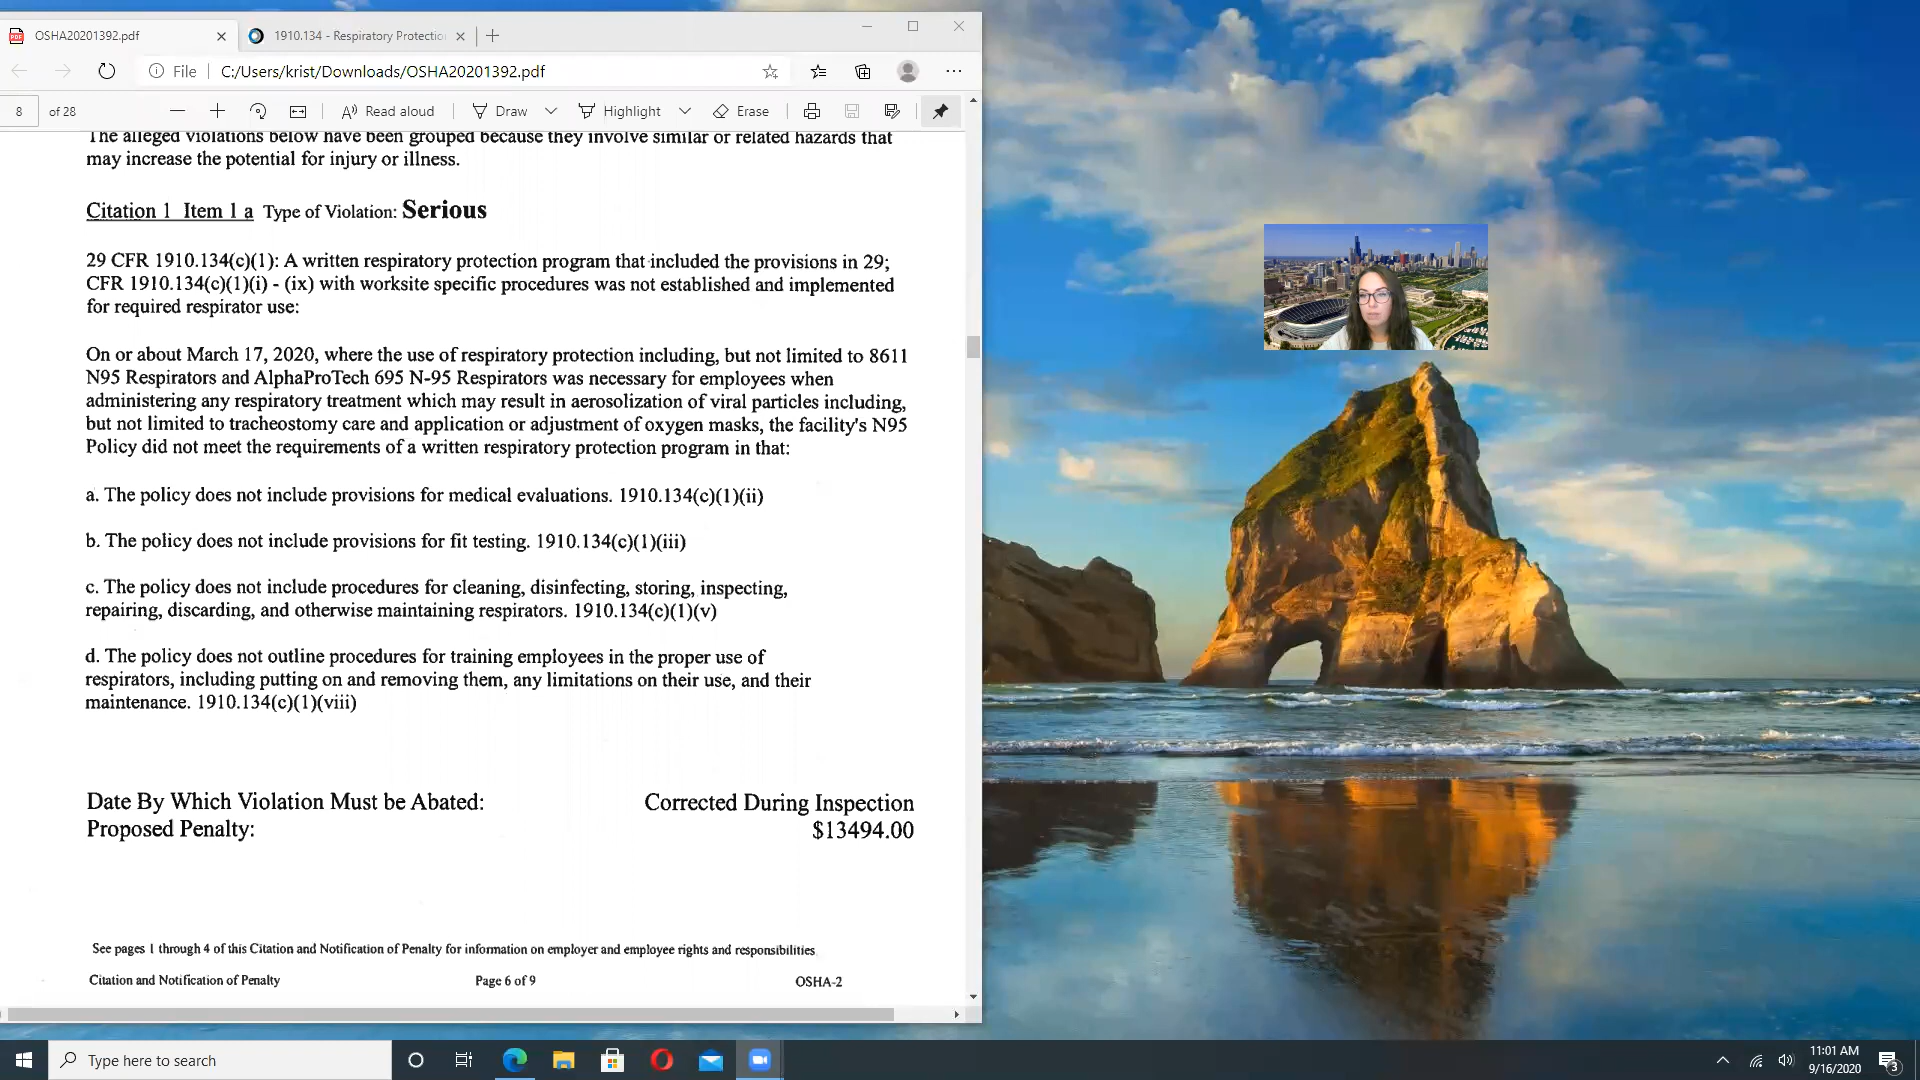 OSHA20201392.pdf
1910.134 - Respiratory Protectio
File
C:/Users/krist/Downloads/OSHA20201392.pdf
8 of 28
Read aloud
Draw
Highlight
Erase
The alleged violations below have been grouped because they involve similar or related hazards that
may increase the potential for injury or illness.
Citation 1 Item 1 a Type of Violation: Serious
29 CFR 1910.134(c)(1): A written respiratory protection program that included the provisions in 29;
CFR 1910.134(c)(1)(i) - (ix) with worksite specific procedures was not established and implemented
for required respirator use:
On or about March 17, 2020, where the use of respiratory protection including, but not limited to 8611
N95 Respirators and AlphaProTech 695 N-95 Respirators was necessary for employees when
administering any respiratory treatment which may result in aerosolization of viral particles including,
but not limited to tracheostomy care and application or adjustment of oxygen masks, the facility's N95
Policy did not meet the requirements of a written respiratory protection program in that:
a. The policy does not include provisions for medical evaluations. 1910.134(c)(1)(ii)
b. The policy does not include provisions for fit testing. 1910.134(c)(1)(iii)
c. The policy does not include procedures for cleaning, disinfecting, storing, inspecting,
repairing, discarding, and otherwise maintaining respirators. 1910.134(c)(1)(v)
d. The policy does not outline procedures for training employees in the proper use of
respirators, including putting on and removing them, any limitations on their use, and their
maintenance. 1910.134(c)(1)(viii)
Date By Which Violation Must be Abated: Corrected During Inspection
Proposed Penalty: $13494.00
See pages 1 through 4 of this Citation and Notification of Penalty for information on employer and employee rights and responsibilities
Citation and Notification of Penalty Page 6 of 9 OSHA-2
Type here to search
11:01 AM
9/16/2020
3